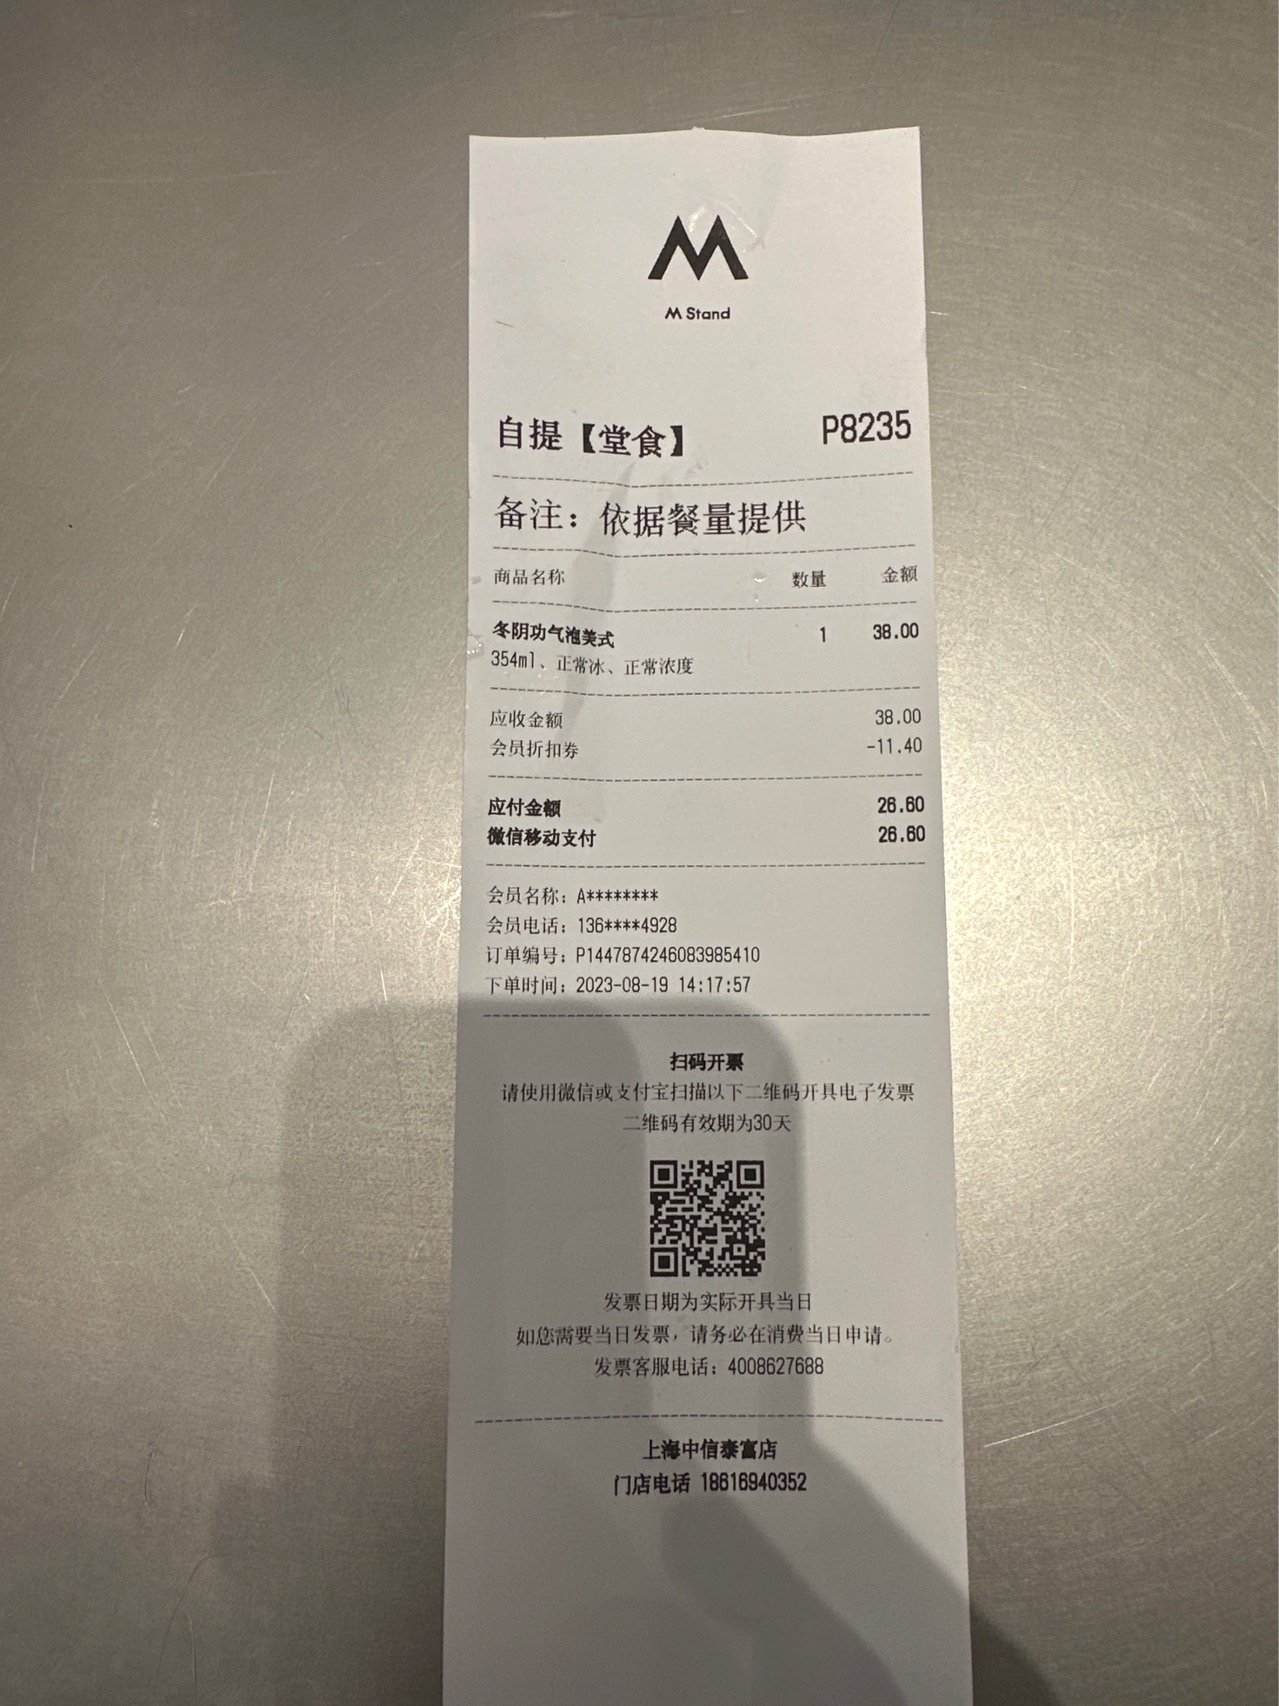 M Stand
自提【堂食】 P8235
备注：依据餐量提供
商品名称 数量 金额
冬阴功气泡美式 1 38.00
354ml、正常冰、正常浓度
应收金额 38.00
会员折扣券 -11.40
应付金额 26.60
微信移动支付 26.60
会员名称：A********
会员电话：136****4928
订单编号：P1447874246083985410
下单时间：2023-08-19 14:17:57
扫码开票
请使用微信或支付宝扫描以下二维码开具电子发票
二维码有效期为30天
发票日期为实际开具当日
如您需要当日发票，请务必在消费当日申请。
发票客服电话：4008627688
上海中信泰富店
门店电话 18616940352